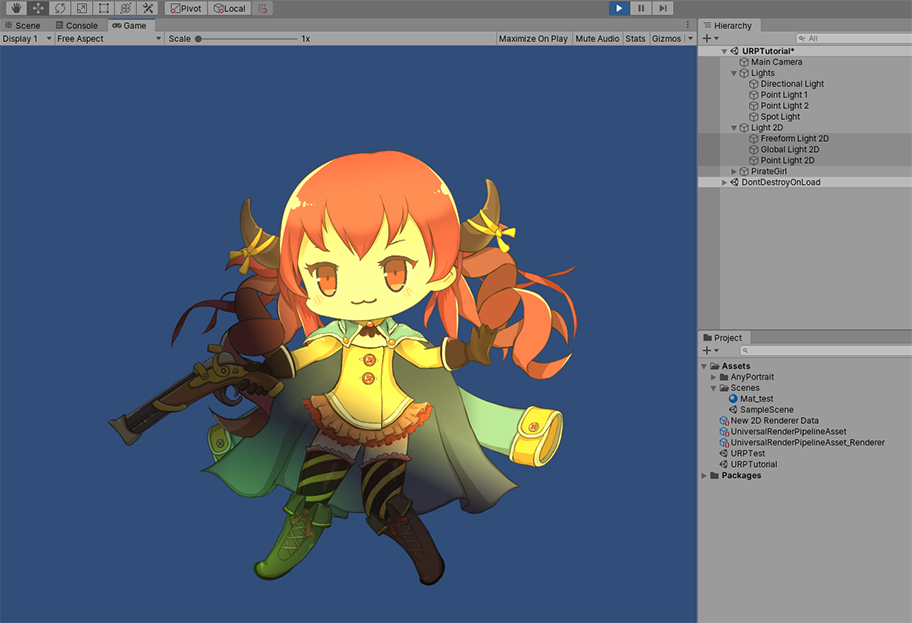 Pivot Local
Scene Console Game
Display 1 Free Aspect Scale 1x Maximize On Play Mute Audio Stats Gizmos
Hierarchy
All
URPTutorial*
Main Camera
Lights
Directional Light
Point Light 1
Point Light 2
Spot Light
Light 2D
Freeform Light 2D
Global Light 2D
Point Light 2D
PirateGirl
DontDestroyOnLoad
Project
Assets
AnyPortrait
Scenes
Mat_test
SampleScene
New 2D Renderer Data
UniversalRenderPipelineAsset
UniversalRenderPipelineAsset_Renderer
URPTest
URPTutorial
Packages